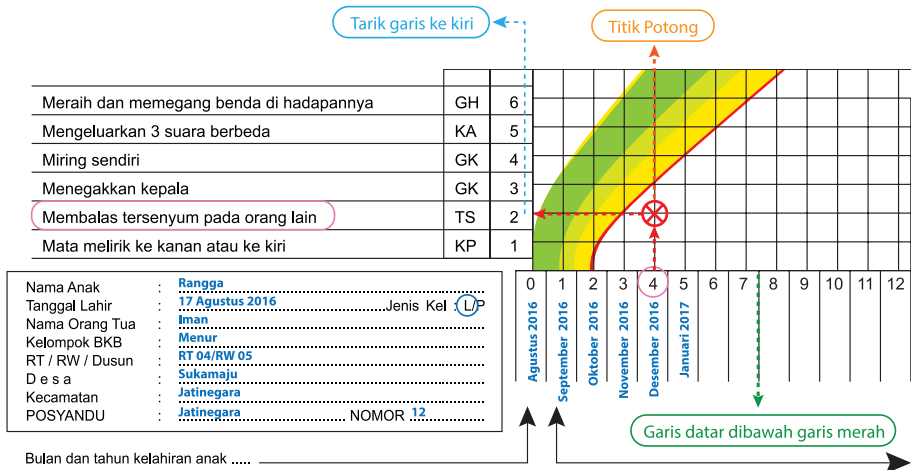 Tarik garis ke kiri
Titik Potong
Meraih dan memegang benda di hadapannya GH 6
Mengeluarkan 3 suara berbeda KA 5
Miring sendiri GK 4
Menegakkan kepala GK 3
Membalas tersenyum pada orang lain TS 2
Mata melirik ke kanan atau ke kiri KP 1
0 1 2 3 4 5 6 7 8 9 10 11 12
Agustus 2016
September 2016
Oktober 2016
November 2016
Desember 2016
Januari 2017
Nama Anak : Rangga
Tanggal Lahir : 17 Agustus 2016 Jenis Kel : L/P
Nama Orang Tua : Iman
Kelompok BKB : Menur
RT / RW / Dusun : RT 04/RW 05
D e s a : Sukamaju
Kecamatan : Jatinegara
POSYANDU : Jatinegara NOMOR 12
Garis datar dibawah garis merah
Bulan dan tahun kelahiran anak ....